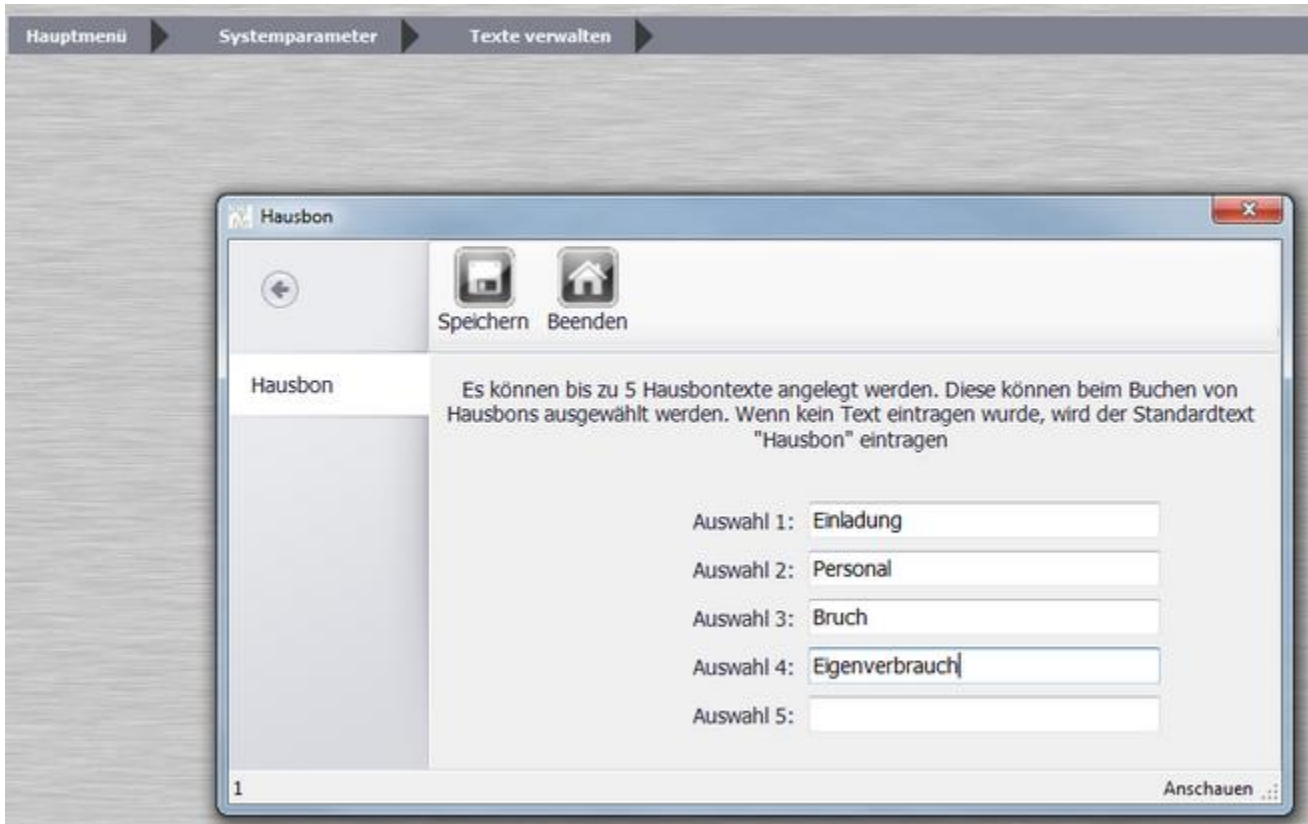 Hauptmenü Systemparameter Texte verwalten
Hausbon
Speichern Beenden
Hausbon
Es können bis zu 5 Hausbontexte angelegt werden. Diese können beim Buchen von
Hausbons ausgewählt werden. Wenn kein Text eintragen wurde, wird der Standardtext
"Hausbon" eintragen
Auswahl 1: Einladung
Auswahl 2: Personal
Auswahl 3: Bruch
Auswahl 4: Eigenverbrauch
Auswahl 5:
1 Anschauen